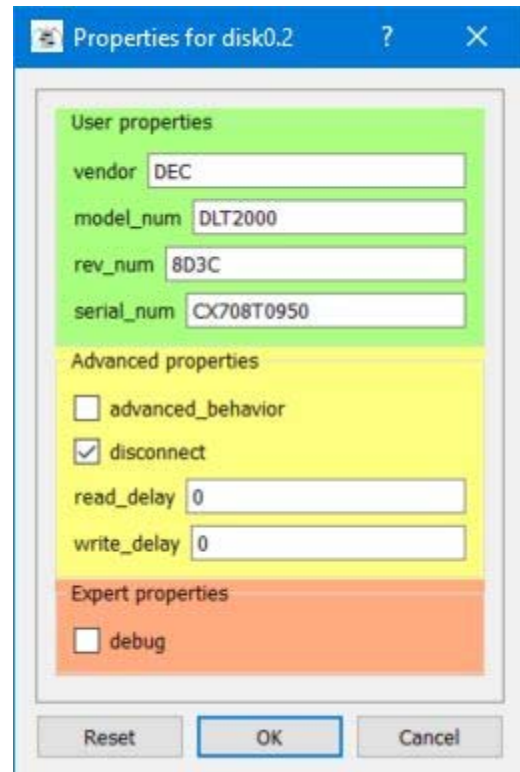 Properties for disk0.2 ? ×
User properties
vendor DEC
model_num DLT2000
rev_num 8D3C
serial_num CX708T0950
Advanced properties
advanced_behavior
disconnect
read_delay 0
write_delay 0
Expert properties
debug
Reset OK Cancel